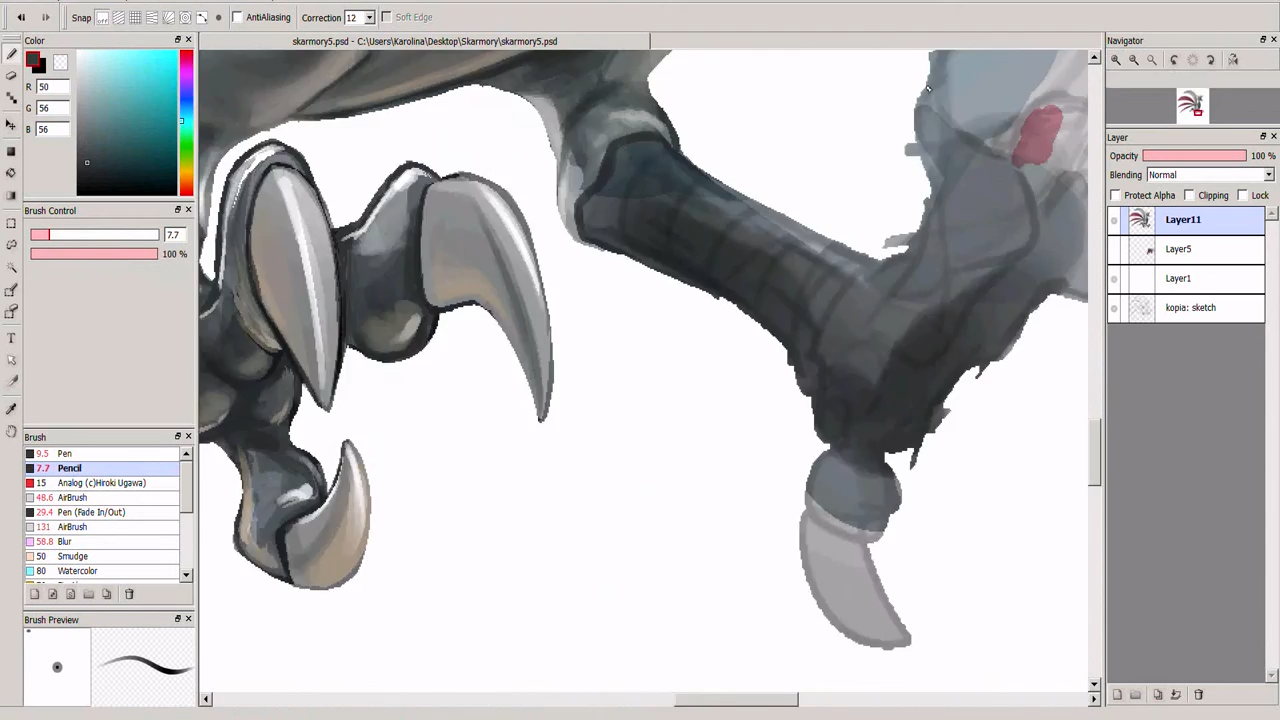 Snap
AntiAliasing
Correction 12
Soft Edge
Color
skarmory5.psd - C:\Users\Karolina\Desktop\Skarmory\skarmory5.psd
Navigator
R 50
G 56
B 56
Layer
Opacity 100 %
Blending Normal
Protect Alpha
Clipping
Lock
Brush Control
7.7
100 %
Layer11
Layer5
Layer1
kopia: sketch
Brush
9.5 Pen
7.7 Pencil
15 Analog (c)Hiroki Ugawa)
48.6 AirBrush
29.4 Pen (Fade In/Out)
131 AirBrush
58.8 Blur
50 Smudge
80 Watercolor
Brush Preview